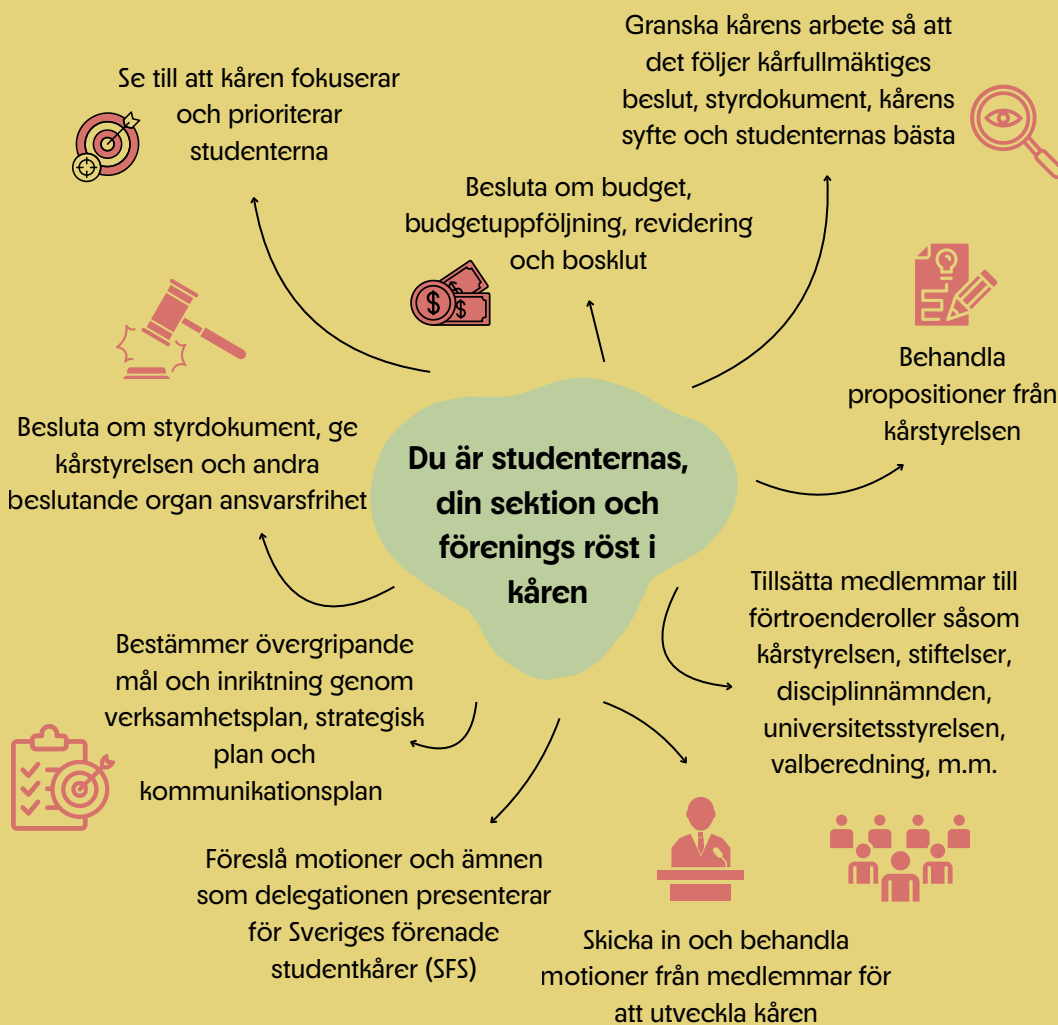 Granska kårens arbete så att
det följer kårfullmäktiges
beslut, styrdokument, kårens
syfte och studenternas bästa
Se till att kåren fokuserar
och prioriterar
studenterna
Besluta om budget,
budgetuppföljning, revidering
och bosklut
$
$
$
Behandla
propositioner från
kårstyrelsen
Besluta om styrdokument, ge
kårstyrelsen och andra
beslutande organ ansvarsfrihet
Du är studenternas,
din sektion och
förenings röst i
kåren
Tillsätta medlemmar till
förtroenderoller såsom
kårstyrelsen, stiftelser,
disciplinnämnden,
universitetsstyrelsen,
valberedning, m.m.
Bestämmer övergripande
mål och inriktning genom
verksamhetsplan, strategisk
plan och
kommunikationsplan
Föreslå motioner och ämnen
som delegationen presenterar
för Sveriges förenade
studentkårer (SFS)
Skicka in och behandla
motioner från medlemmar för
att utveckla kåren